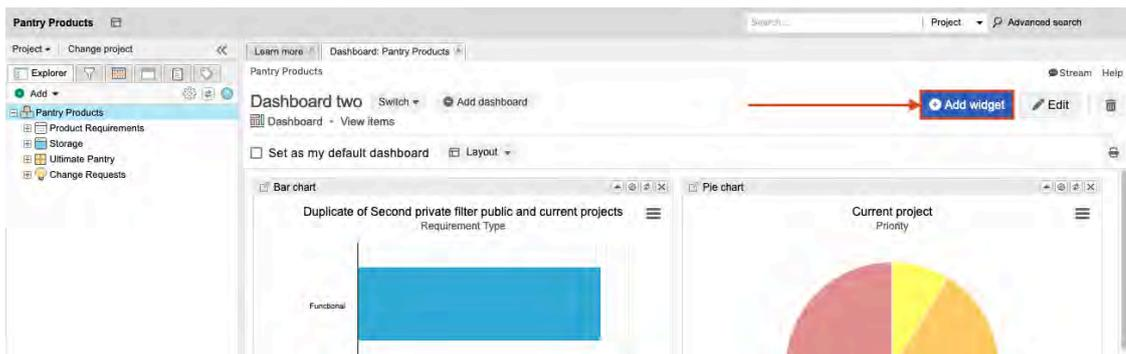 Pantry Products
Search...
Project
Advanced search
Project
Change project
Learn more
Dashboard: Pantry Products
Explorer
Pantry Products
Stream
Help
Add
Dashboard two
Switch
Add dashboard
Add widget
Edit
Pantry Products
Dashboard - View items
Product Requirements
Storage
Set as my default dashboard
Layout
Ultimate Pantry
Change Requests
Bar chart
Pie chart
Duplicate of Second private filter public and current projects
Requirement Type
Current project
Priority
Functional